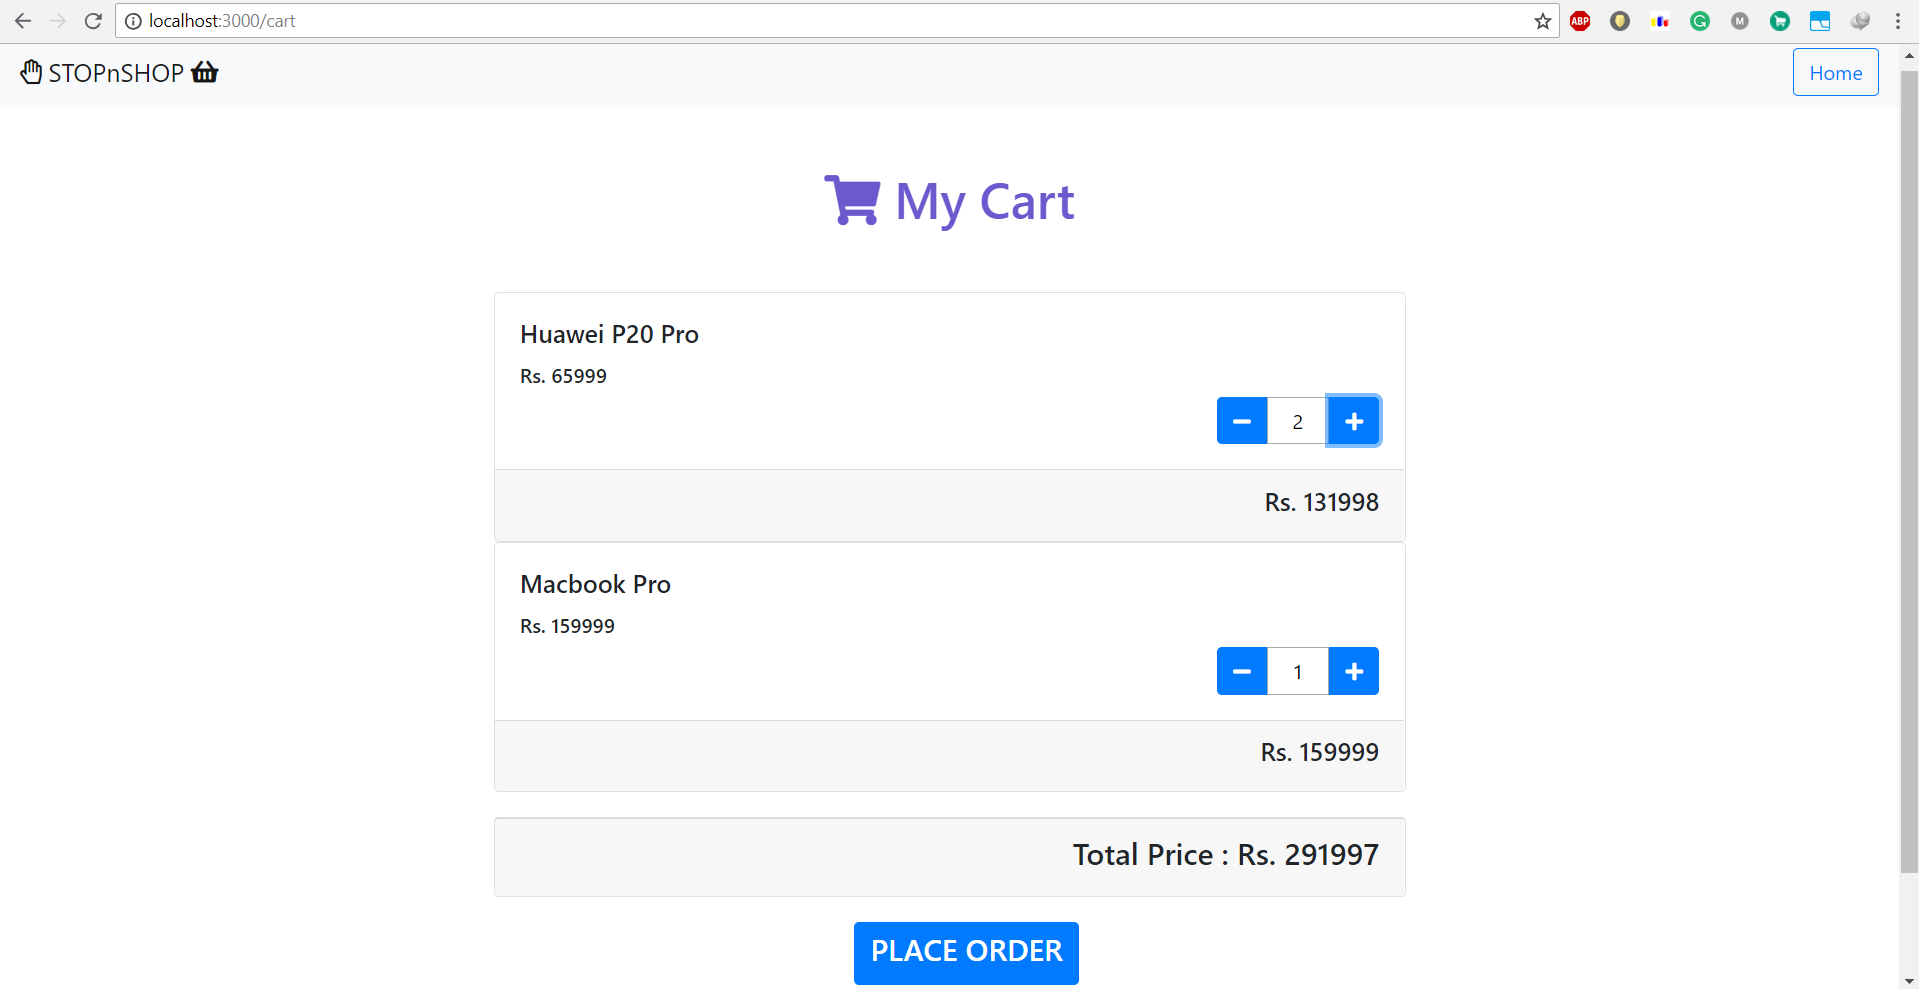 localhost:3000/cart
ABP
G
M
STOPnSHOP
Home
My Cart
Huawei P20 Pro
Rs. 65999
2
Rs. 131998
Macbook Pro
Rs. 159999
1
Rs. 159999
Total Price : Rs. 291997
PLACE ORDER